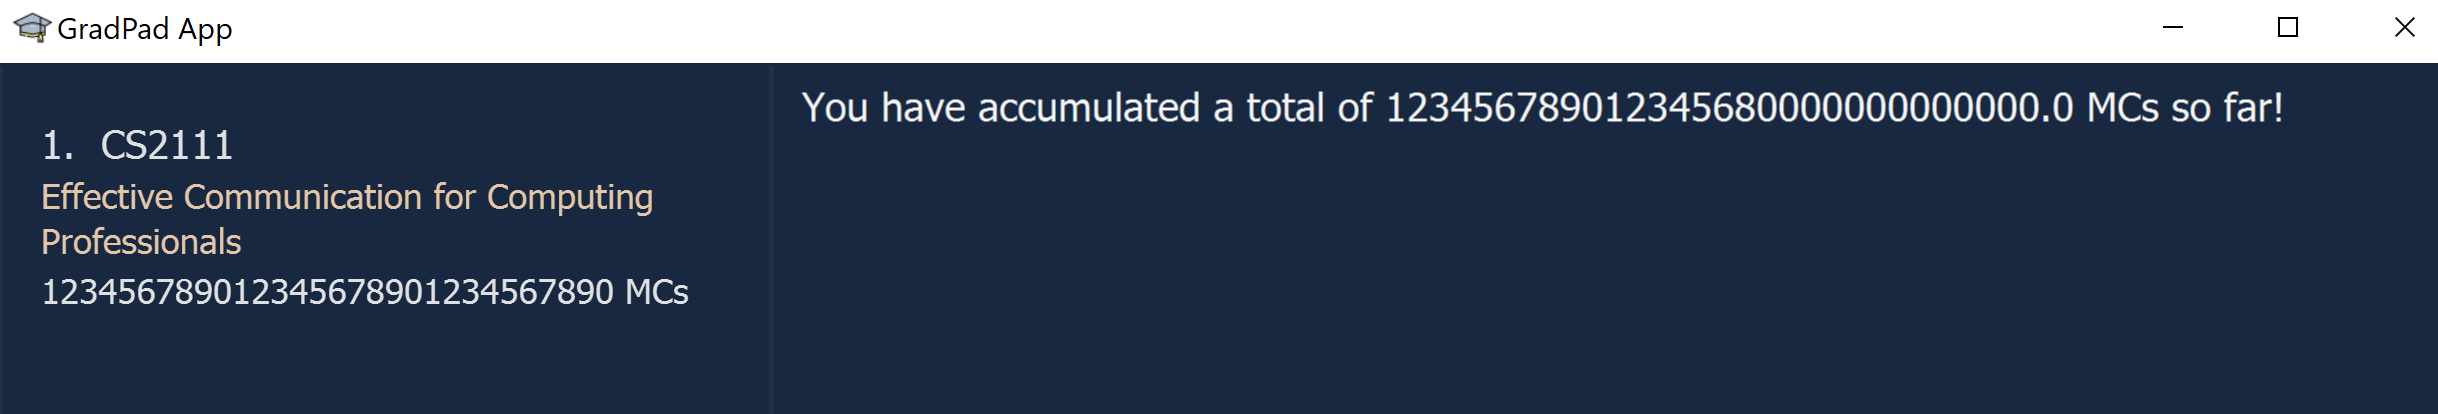 GradPad App
1. CS2111
Effective Communication for Computing
Professionals
123456789012345678901234567890 MCs
You have accumulated a total of 123456789012345680000000000000.0 MCs so far!